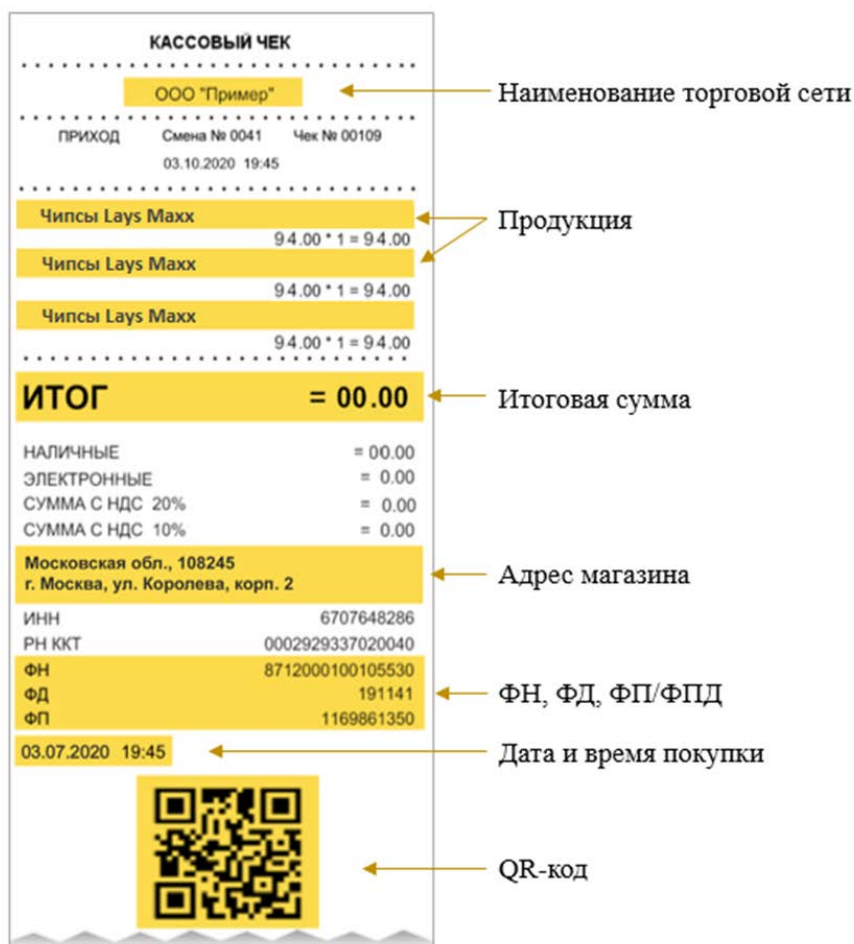 КАССОВЫЙ ЧЕК
ООО "Пример"
Наименование торговой сети
ПРИХОД Смена № 0041 Чек № 00109
03.10.2020 19:45
Чипсы Lays Maxx
Продукция
94.00 * 1 = 94.00
Чипсы Lays Maxx
94.00 * 1 = 94.00
Чипсы Lays Maxx
94.00 * 1 = 94.00
ИТОГ = 00.00
Итоговая сумма
НАЛИЧНЫЕ = 00.00
ЭЛЕКТРОННЫЕ = 0.00
СУММА С НДС 20% = 0.00
СУММА С НДС 10% = 0.00
Московская обл., 108245
г. Москва, ул. Королева, корп. 2
Адрес магазина
ИНН 6707648286
РН ККТ 0002929337020040
ФН 8712000100105530
ФД 191141
ФП 1169861350
ФН, ФД, ФП/ФПД
03.07.2020 19:45
Дата и время покупки
QR-код